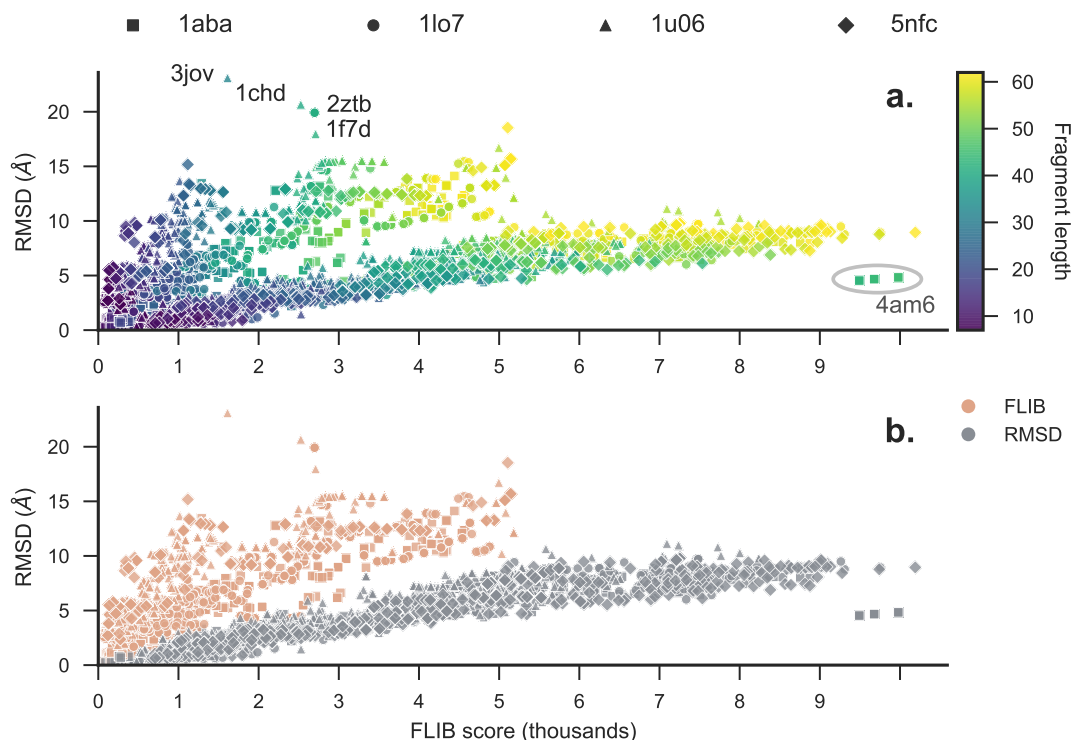 1aba 1lo7 1u06 5nfc
3jov
1chd
2ztb
1f7d
a.
4am6
RMSD (Å)
20
15
10
5
0
0 1 2 3 4 5 6 7 8 9
60
50
40
30
20
10
Fragment length
b.
FLIB
RMSD
RMSD (Å)
20
15
10
5
0
0 1 2 3 4 5 6 7 8 9
FLIB score (thousands)